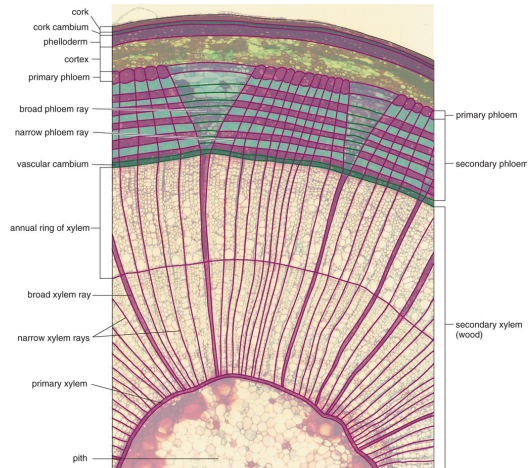 cork
cork cambium
phelloderm
cortex
primary phloem
broad phloem ray
narrow phloem ray
vascular cambium
annual ring of xylem
broad xylem ray
narrow xylem rays
primary xylem
pith
primary phloem
secondary phloem
secondary xylem
(wood)